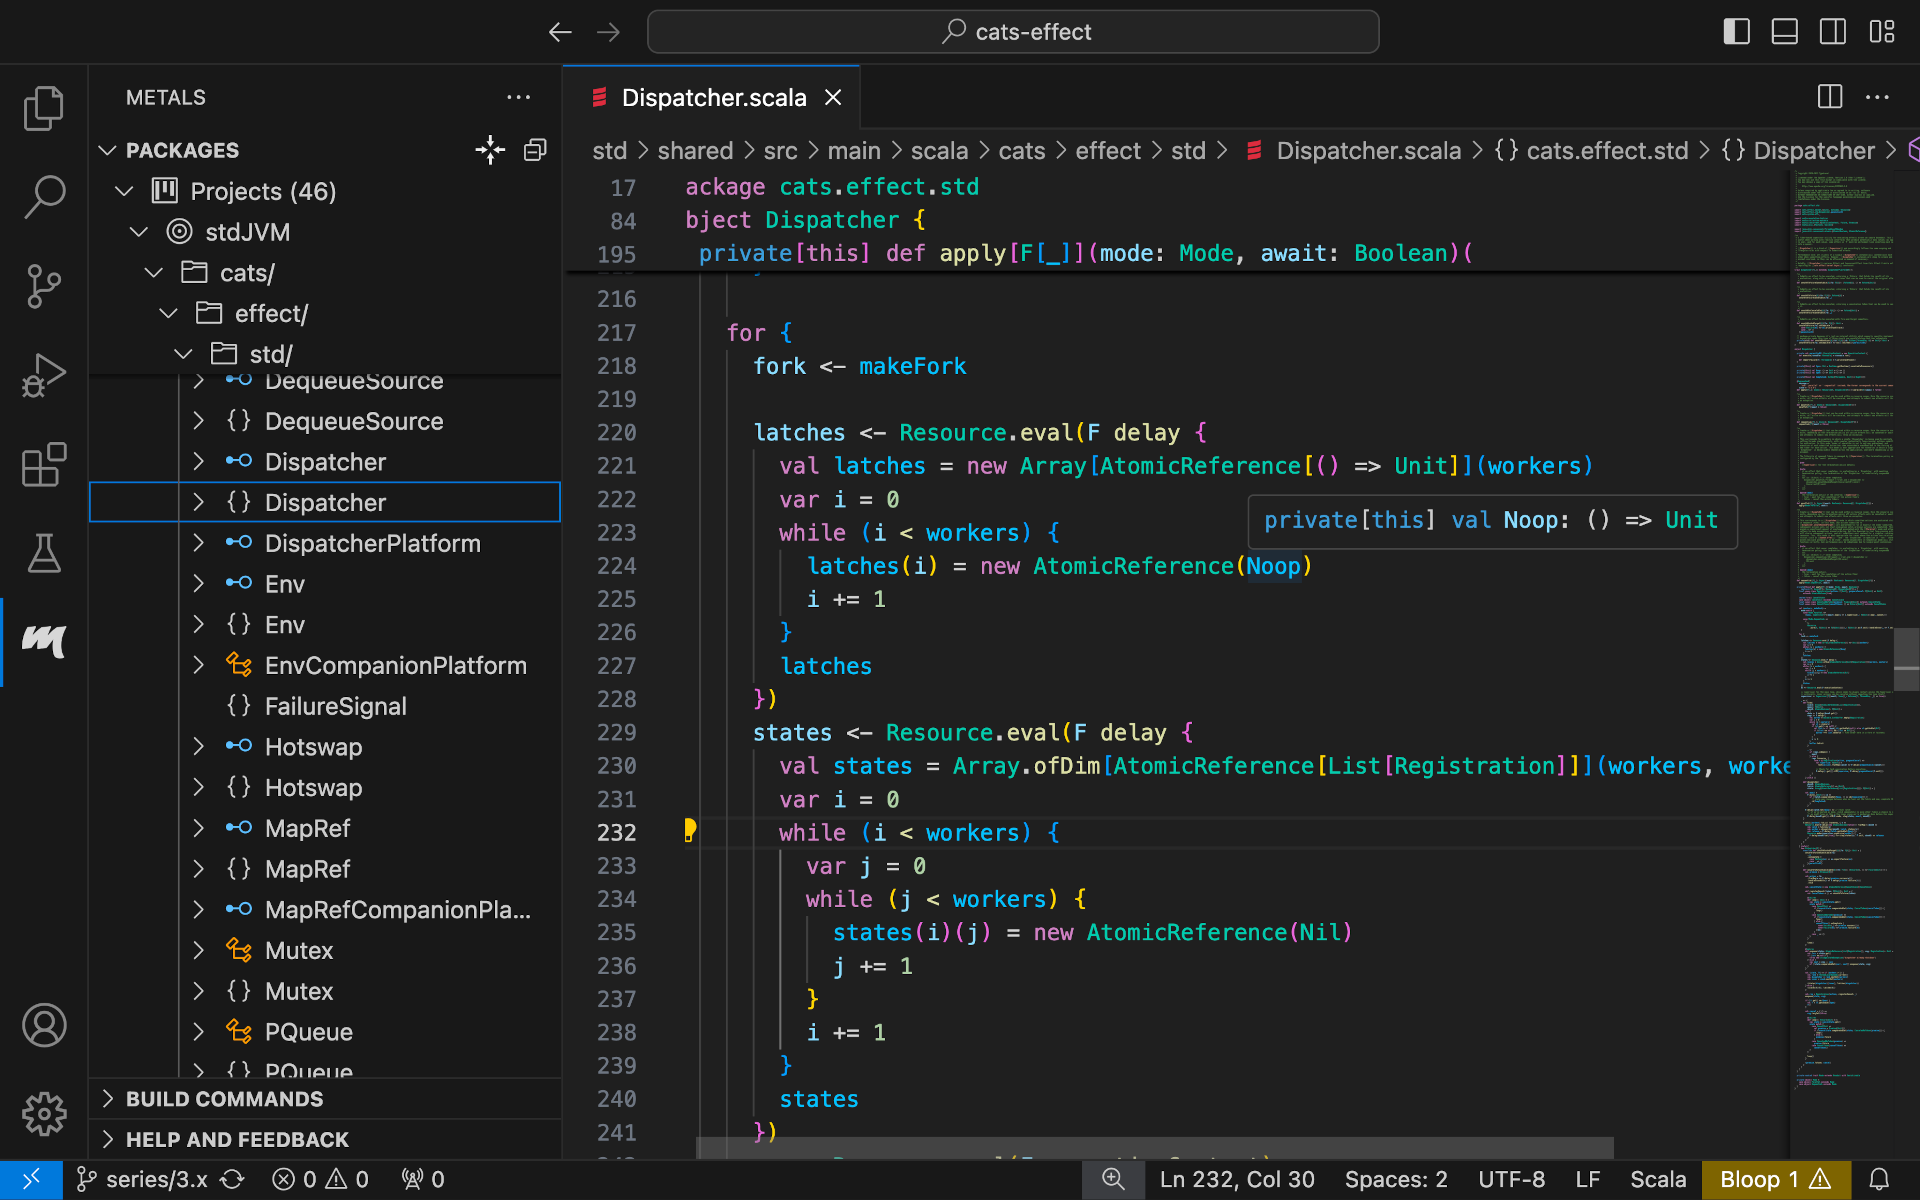 cats-effect
METALS
PACKAGES
Projects (46)
stdJVM
cats/
effect/
std/
DequeueSource
DequeueSource
Dispatcher
Dispatcher
DispatcherPlatform
Env
Env
EnvCompanionPlatform
FailureSignal
Hotswap
Hotswap
MapRef
MapRef
MapRefCompanionPla...
Mutex
Mutex
PQueue
PQueue
BUILD COMMANDS
HELP AND FEEDBACK
Dispatcher.scala
std > shared > src > main > scala > cats > effect > std > Dispatcher.scala > {} cats.effect.std > {} Dispatcher >
17 ackage cats.effect.std
84 bject Dispatcher {
195 private[this] def apply[F[_]](mode: Mode, await: Boolean)(
216
217 for {
218 fork <- makeFork
219
220 latches <- Resource.eval(F delay {
221 val latches = new Array[AtomicReference[() => Unit]](workers)
222 var i = 0
private[this] val Noop: () => Unit
223 while (i < workers) {
224 latches(i) = new AtomicReference(Noop)
225 i += 1
226 }
227 latches
228 })
229 states <- Resource.eval(F delay {
230 val states = Array.ofDim[AtomicReference[List[Registration]]](workers, worke
231 var i = 0
232 while (i < workers) {
233 var j = 0
234 while (j < workers) {
235 states(i)(j) = new AtomicReference(Nil)
236 j += 1
237 }
238 i += 1
239 }
240 states
241 })
series/3.x 0 0 0
Ln 232, Col 30 Spaces: 2 UTF-8 LF Scala Bloop 1